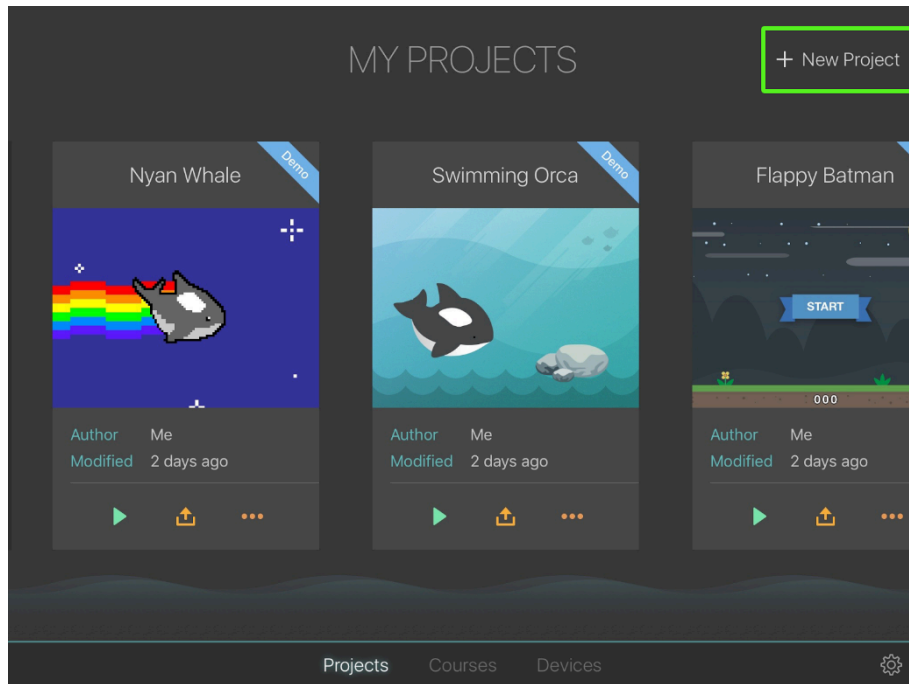 MY PROJECTS
+ New Project
Nyan Whale
Demo
Swimming Orca
Demo
Flappy Batman
START
000
Author Me
Modified 2 days ago
Author Me
Modified 2 days ago
Author Me
Modified 2 days ago
Projects Courses Devices